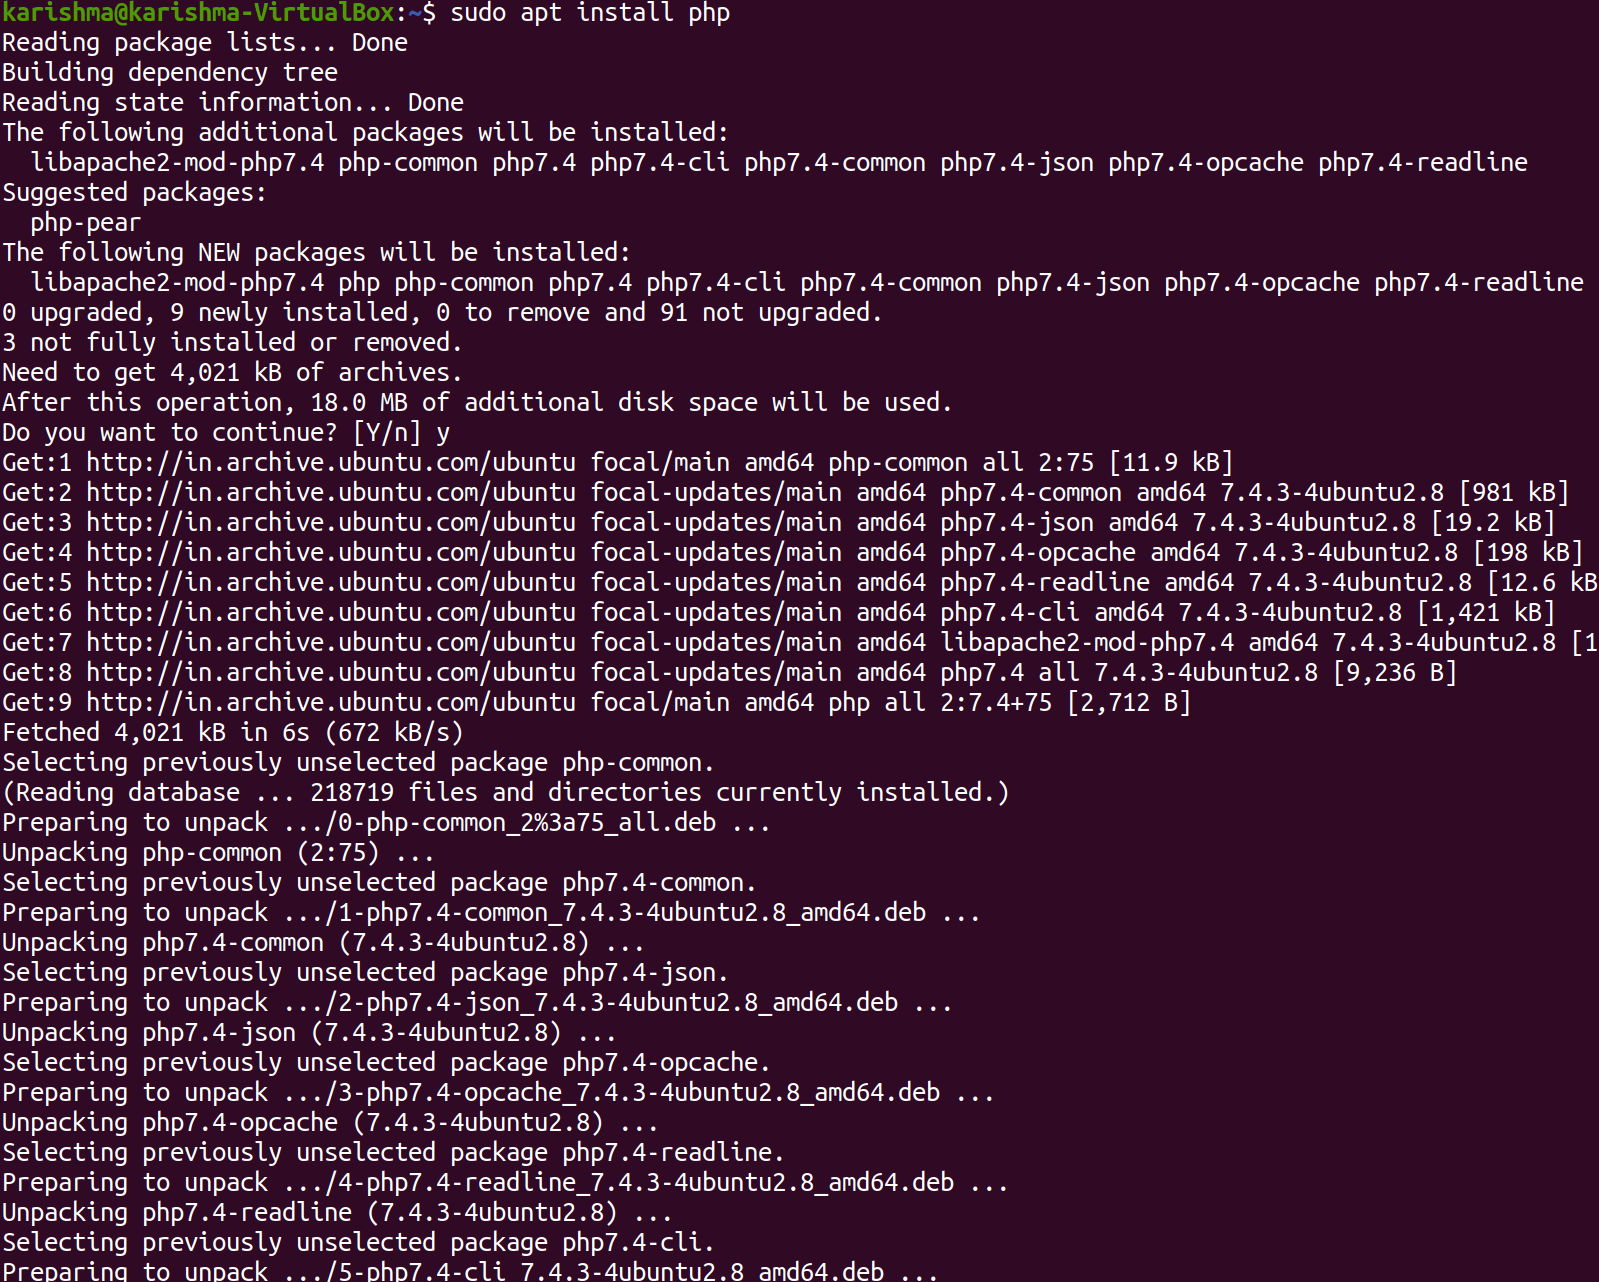 karishma@karishma-VirtualBox:~$ sudo apt install php
Reading package lists... Done
Building dependency tree
Reading state information... Done
The following additional packages will be installed:
  libapache2-mod-php7.4 php-common php7.4 php7.4-cli php7.4-common php7.4-json php7.4-opcache php7.4-readline
Suggested packages:
  php-pear
The following NEW packages will be installed:
  libapache2-mod-php7.4 php php-common php7.4 php7.4-cli php7.4-common php7.4-json php7.4-opcache php7.4-readline
0 upgraded, 9 newly installed, 0 to remove and 91 not upgraded.
3 not fully installed or removed.
Need to get 4,021 kB of archives.
After this operation, 18.0 MB of additional disk space will be used.
Do you want to continue? [Y/n] y
Get:1 http://in.archive.ubuntu.com/ubuntu focal/main amd64 php-common all 2:75 [11.9 kB]
Get:2 http://in.archive.ubuntu.com/ubuntu focal-updates/main amd64 php7.4-common amd64 7.4.3-4ubuntu2.8 [981 kB]
Get:3 http://in.archive.ubuntu.com/ubuntu focal-updates/main amd64 php7.4-json amd64 7.4.3-4ubuntu2.8 [19.2 kB]
Get:4 http://in.archive.ubuntu.com/ubuntu focal-updates/main amd64 php7.4-opcache amd64 7.4.3-4ubuntu2.8 [198 kB]
Get:5 http://in.archive.ubuntu.com/ubuntu focal-updates/main amd64 php7.4-readline amd64 7.4.3-4ubuntu2.8 [12.6 kB
Get:6 http://in.archive.ubuntu.com/ubuntu focal-updates/main amd64 php7.4-cli amd64 7.4.3-4ubuntu2.8 [1,421 kB]
Get:7 http://in.archive.ubuntu.com/ubuntu focal-updates/main amd64 libapache2-mod-php7.4 amd64 7.4.3-4ubuntu2.8 [1
Get:8 http://in.archive.ubuntu.com/ubuntu focal-updates/main amd64 php7.4 all 7.4.3-4ubuntu2.8 [9,236 B]
Get:9 http://in.archive.ubuntu.com/ubuntu focal/main amd64 php all 2:7.4+75 [2,712 B]
Fetched 4,021 kB in 6s (672 kB/s)
Selecting previously unselected package php-common.
(Reading database ... 218719 files and directories currently installed.)
Preparing to unpack .../0-php-common_2%3a75_all.deb ...
Unpacking php-common (2:75) ...
Selecting previously unselected package php7.4-common.
Preparing to unpack .../1-php7.4-common_7.4.3-4ubuntu2.8_amd64.deb ...
Unpacking php7.4-common (7.4.3-4ubuntu2.8) ...
Selecting previously unselected package php7.4-json.
Preparing to unpack .../2-php7.4-json_7.4.3-4ubuntu2.8_amd64.deb ...
Unpacking php7.4-json (7.4.3-4ubuntu2.8) ...
Selecting previously unselected package php7.4-opcache.
Preparing to unpack .../3-php7.4-opcache_7.4.3-4ubuntu2.8_amd64.deb ...
Unpacking php7.4-opcache (7.4.3-4ubuntu2.8) ...
Selecting previously unselected package php7.4-readline.
Preparing to unpack .../4-php7.4-readline_7.4.3-4ubuntu2.8_amd64.deb ...
Unpacking php7.4-readline (7.4.3-4ubuntu2.8) ...
Selecting previously unselected package php7.4-cli.
Preparing to unpack .../5-php7.4-cli_7.4.3-4ubuntu2.8_amd64.deb ...